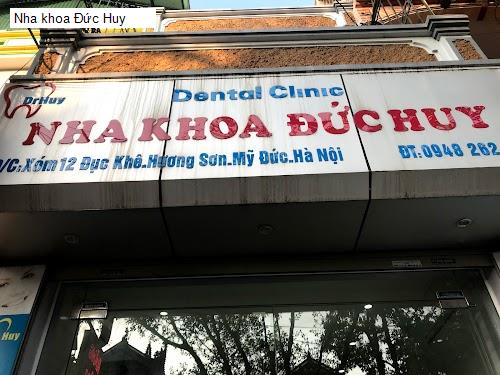 Nha khoa Đức Huy
DrHuy
Dental Clinic
NHA KHOA ĐỨC HUY
/C:Xóm 12 Đục Khê.Hương Sơn.Mỹ Đức.Hà Nội
ĐT:0948 282
Huy